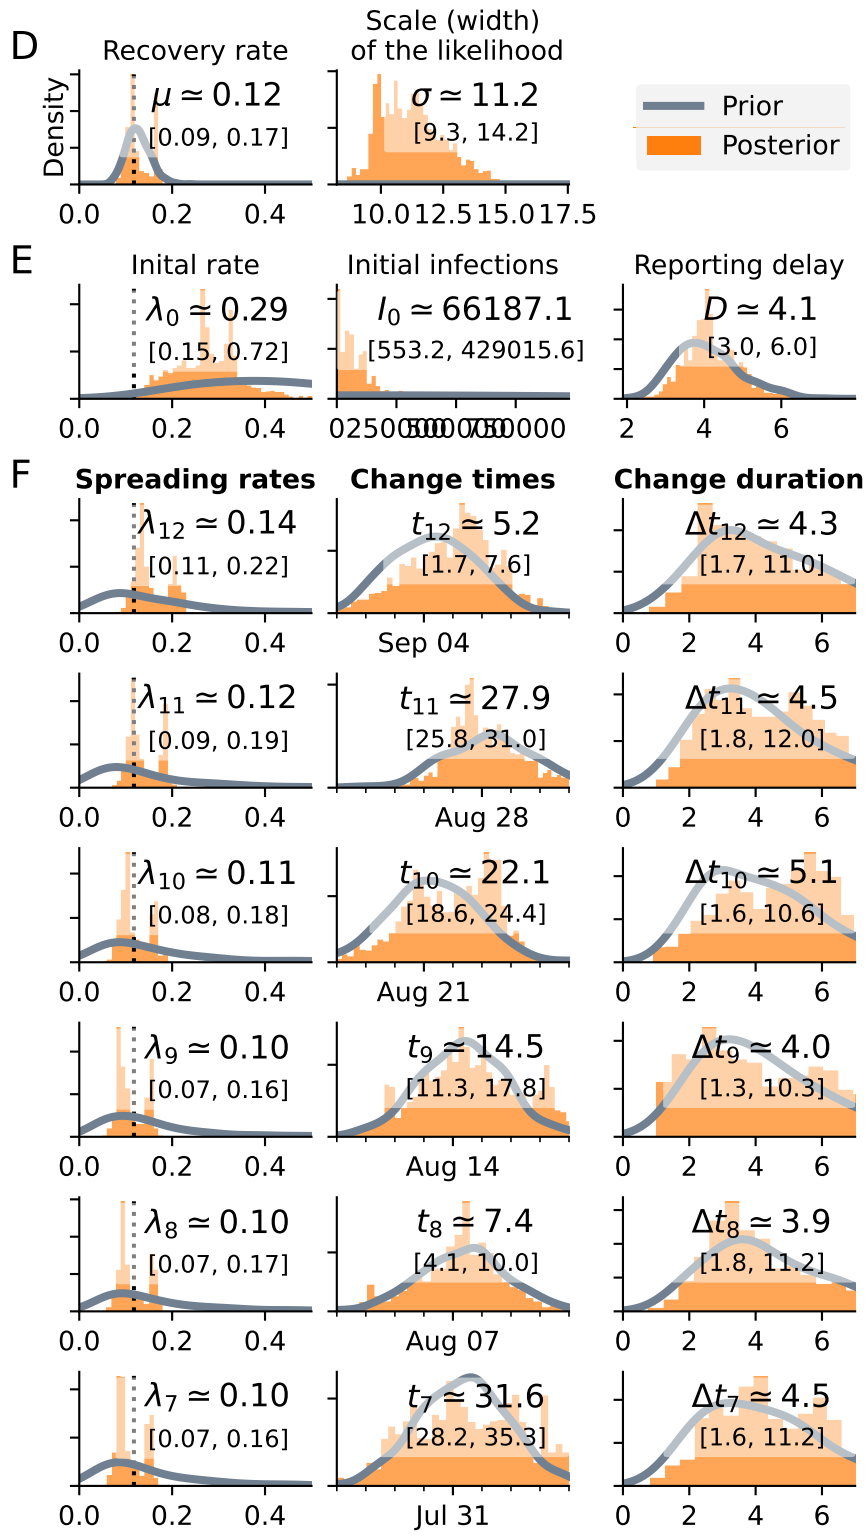 D
Recovery rate
Scale (width)
of the likelihood
Density
μ ≃ 0.12
[0.09, 0.17]
σ ≃ 11.2
[9.3, 14.2]
Prior
Posterior
0.0 0.2 0.4
10.0 12.5 15.0 17.5
E
Inital rate
Initial infections
Reporting delay
λ₀ ≃ 0.29
[0.15, 0.72]
I₀ ≃ 66187.1
[553.2, 429015.6]
D ≃ 4.1
[3.0, 6.0]
0.0 0.2 0.4
0 250000 500000 750000
2 4 6
F
Spreading rates
Change times
Change duration
λ₁₂ ≃ 0.14
[0.11, 0.22]
t₁₂ ≃ 5.2
[1.7, 7.6]
Δt₁₂ ≃ 4.3
[1.7, 11.0]
0.0 0.2 0.4
Sep 04
0 2 4 6
λ₁₁ ≃ 0.12
[0.09, 0.19]
t₁₁ ≃ 27.9
[25.8, 31.0]
Δt₁₁ ≃ 4.5
[1.8, 12.0]
0.0 0.2 0.4
Aug 28
0 2 4 6
λ₁₀ ≃ 0.11
[0.08, 0.18]
t₁₀ ≃ 22.1
[18.6, 24.4]
Δt₁₀ ≃ 5.1
[1.6, 10.6]
0.0 0.2 0.4
Aug 21
0 2 4 6
λ₉ ≃ 0.10
[0.07, 0.16]
t₉ ≃ 14.5
[11.3, 17.8]
Δt₉ ≃ 4.0
[1.3, 10.3]
0.0 0.2 0.4
Aug 14
0 2 4 6
λ₈ ≃ 0.10
[0.07, 0.17]
t₈ ≃ 7.4
[4.1, 10.0]
Δt₈ ≃ 3.9
[1.8, 11.2]
0.0 0.2 0.4
Aug 07
0 2 4 6
λ₇ ≃ 0.10
[0.07, 0.16]
t₇ ≃ 31.6
[28.2, 35.3]
Δt₇ ≃ 4.5
[1.6, 11.2]
0.0 0.2 0.4
Jul 31
0 2 4 6